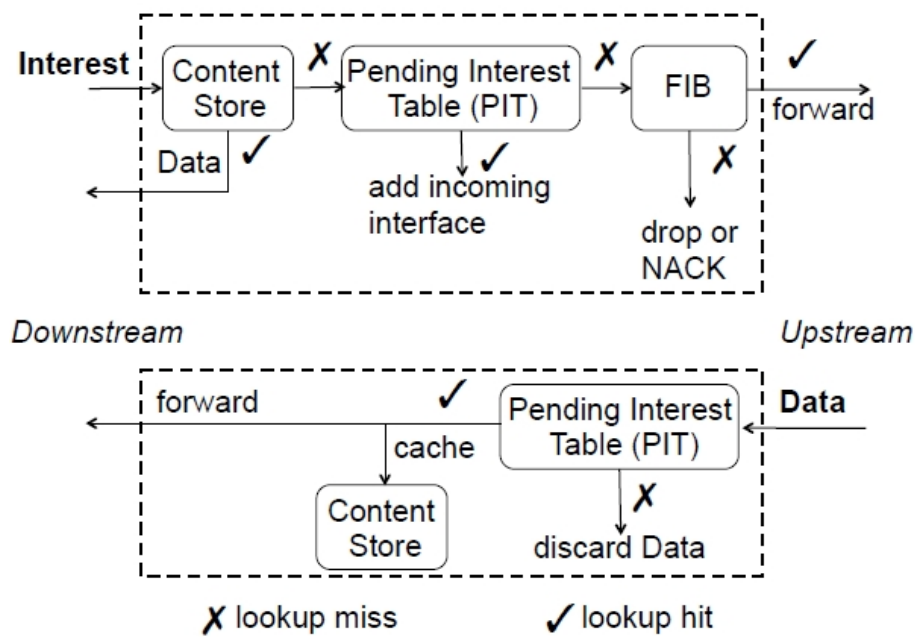 Interest
Content
Store
✗
Pending Interest
Table (PIT)
✗
FIB
✓
forward
Data
✓
✓
add incoming
interface
✗
drop or
NACK
Downstream
Upstream
forward
✓
Pending Interest
Table (PIT)
Data
cache
Content
Store
✗
discard Data
✗ lookup miss
✓ lookup hit